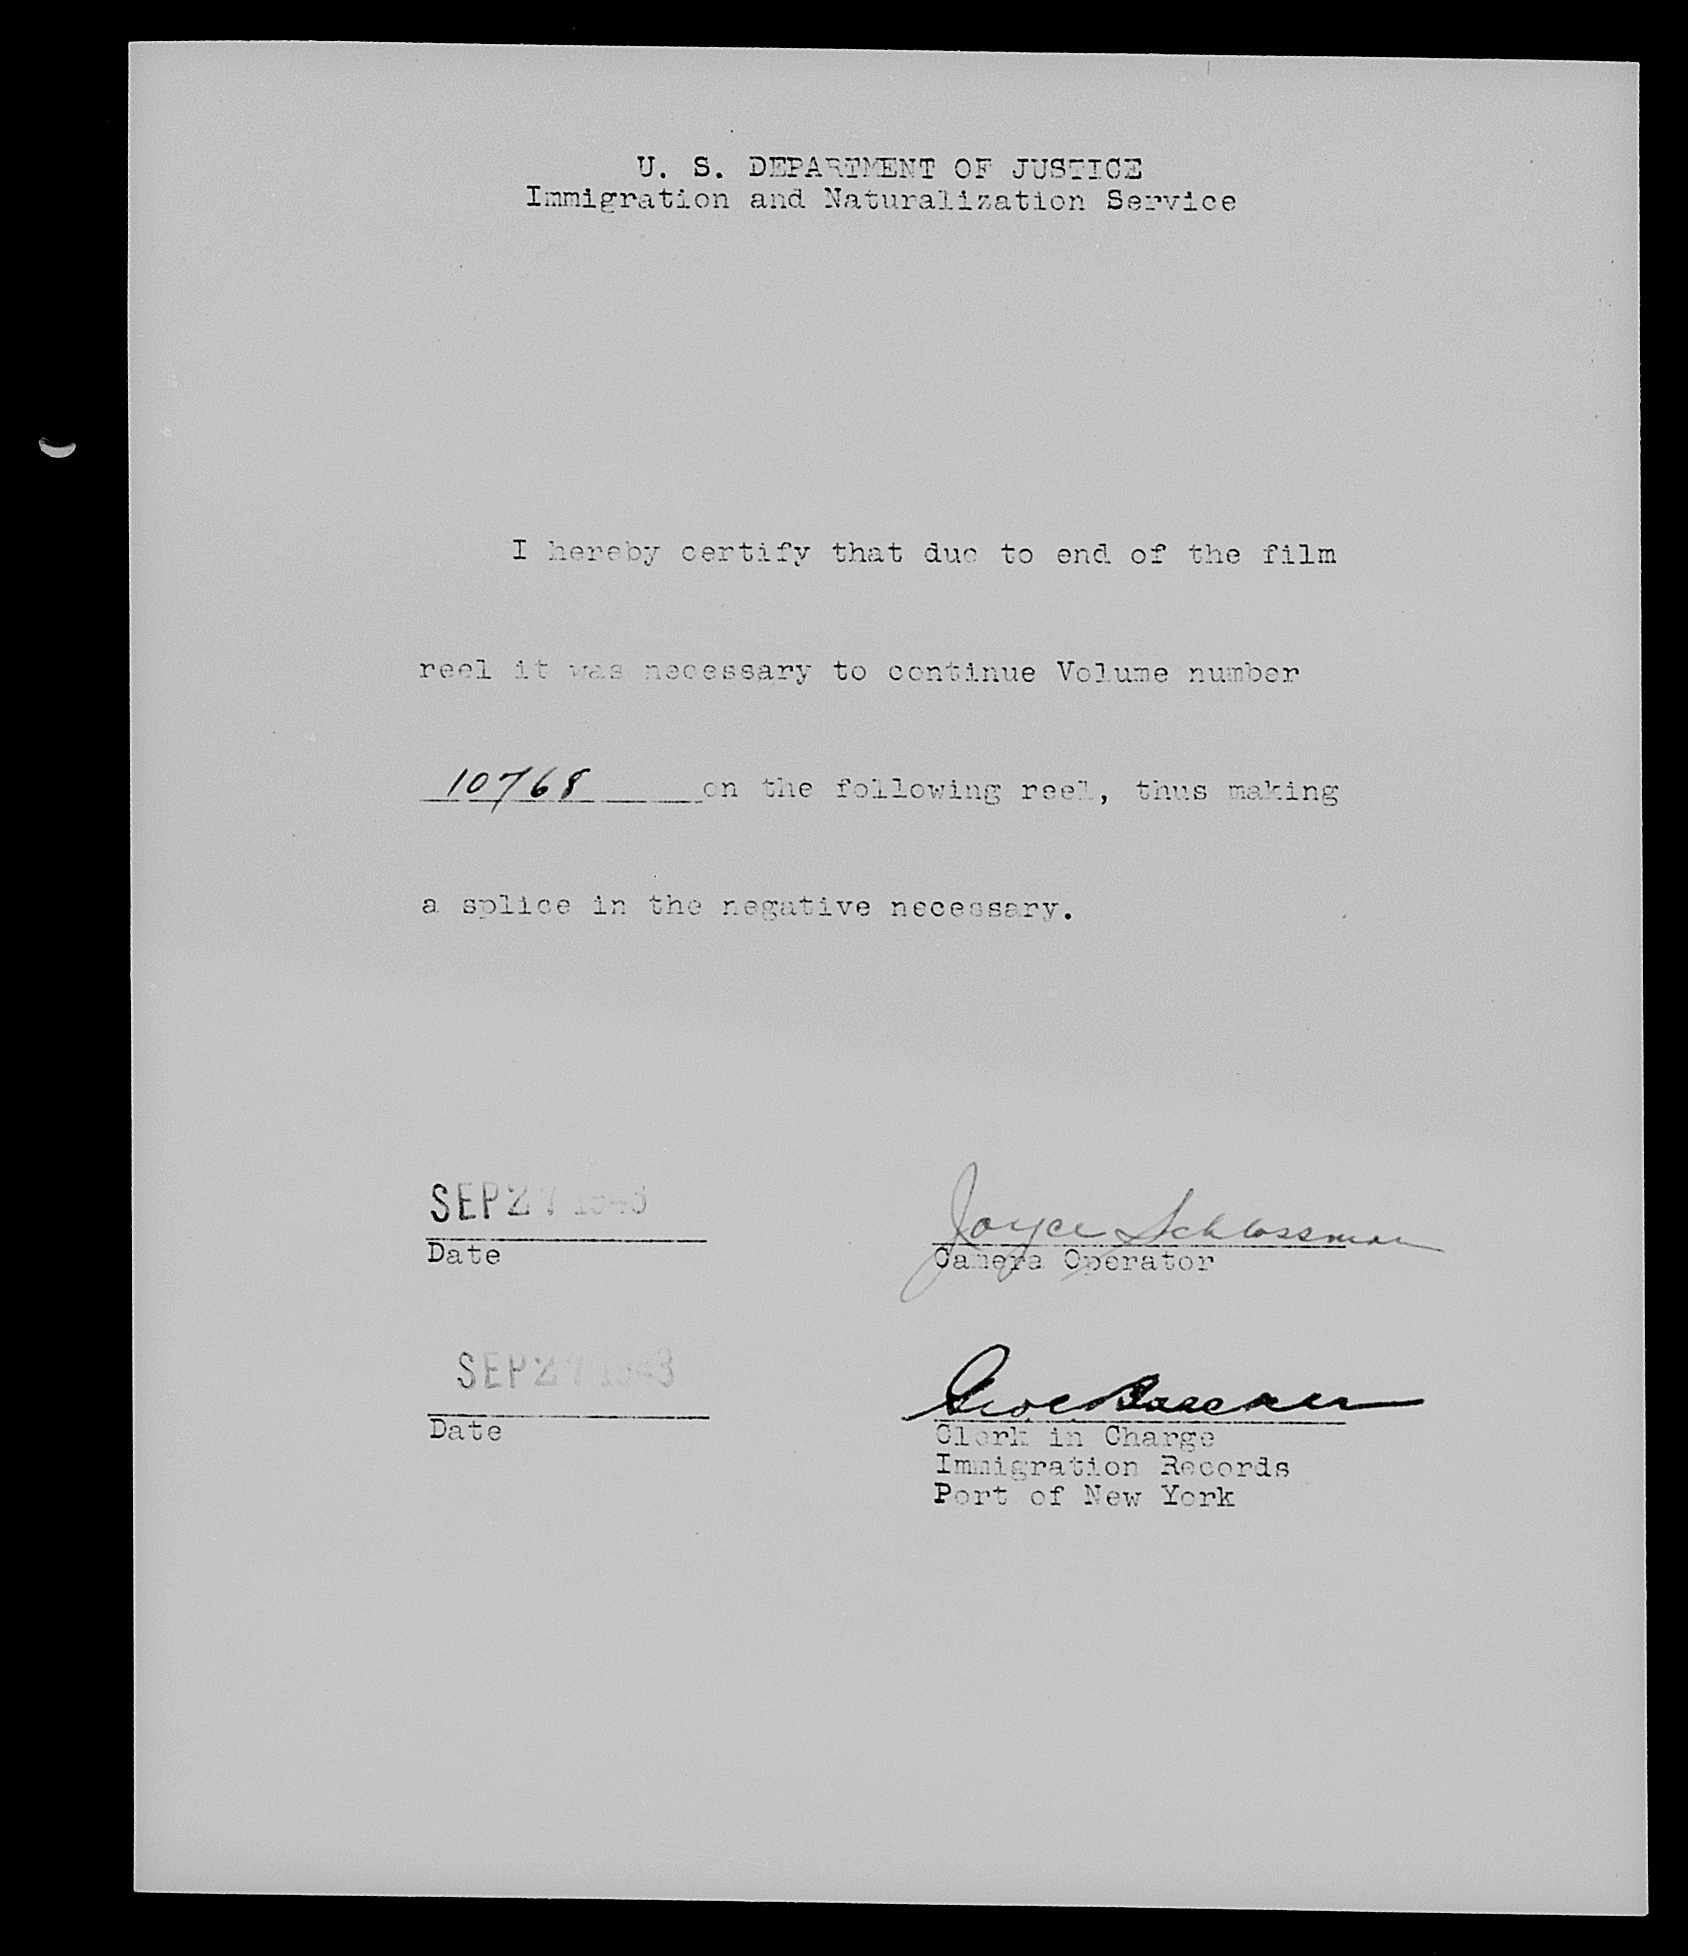 U. S. DEPARTMENT OF JUSTICE
Immigration and Naturalization Service
I hereby certify that due to end of the film
reel it was necessary to continue Volume number
10768 on the following reel, thus making
a splice in the negative necessary.
SEP 27 1943
Joyce Schlossman
Date
Camera Operator
SEP 27 1943
Date
Clerk in Charge
Immigration Records
Port of New York